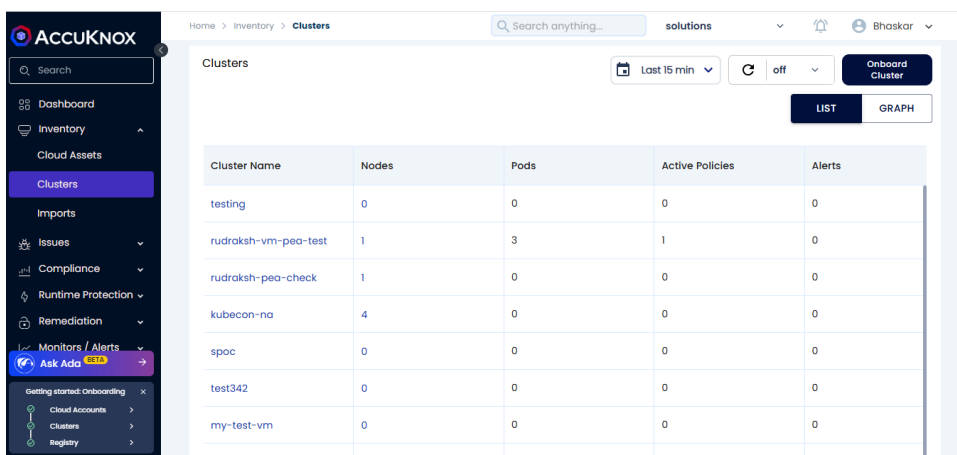 ACCUKNOX
Search
Dashboard
Inventory
Cloud Assets
Clusters
Imports
Issues
Compliance
Runtime Protection
Remediation
Monitors / Alerts
Ask Ada BETA
Getting started: Onboarding
Cloud Accounts
Clusters
Registry
Home > Inventory > Clusters
Search anything...
solutions
Bhaskar
Clusters
Last 15 min
off
Onboard
Cluster
LIST GRAPH
Cluster Name Nodes Pods Active Policies Alerts
testing 0 0 0 0
rudraksh-vm-pea-test 1 3 1 0
rudraksh-pea-check 1 0 0 0
kubecon-na 4 0 0 0
spoc 0 0 0 0
test342 0 0 0 0
my-test-vm 0 0 0 0